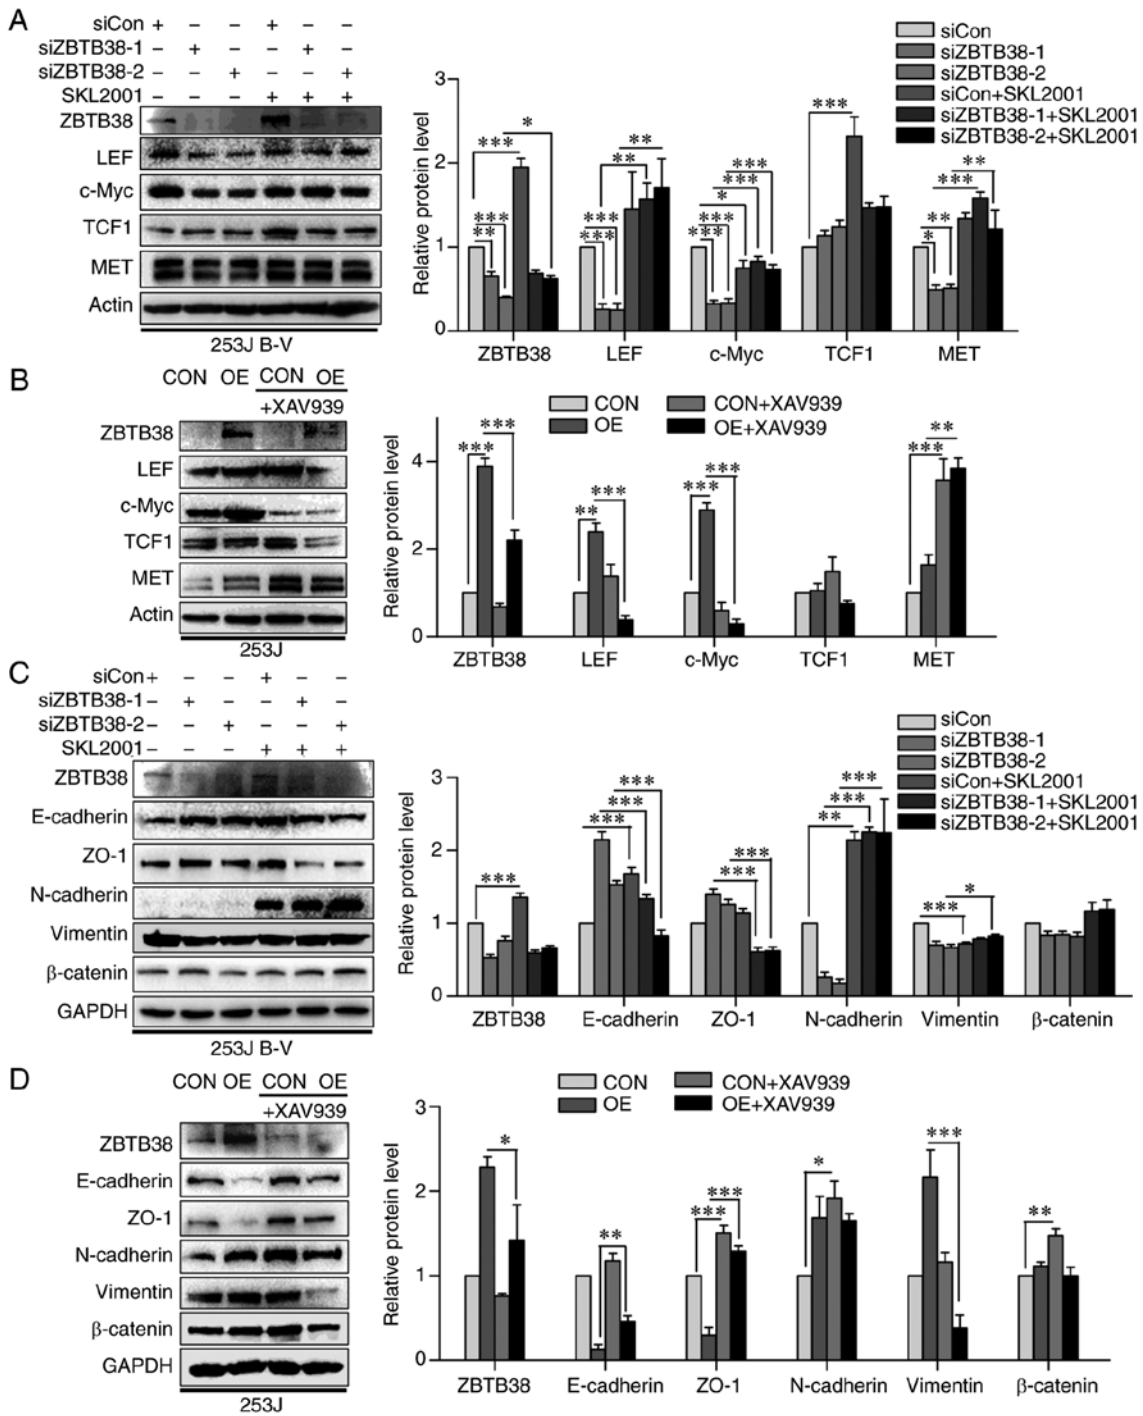 A
siCon + − − + − −
siZBTB38-1 − + − − + −
siZBTB38-2 − − + − − +
SKL2001 − − − + + +
ZBTB38
LEF
c-Myc
TCF1
MET
Actin
253J B-V
siCon
siZBTB38-1
siZBTB38-2
siCon+SKL2001
siZBTB38-1+SKL2001
siZBTB38-2+SKL2001
Relative protein level
3
2
1
0
** *** *** *
*** *** ** **
*** *** * *** ***
***
* ** *** **
ZBTB38 LEF c-Myc TCF1 MET
B
CON OE CON OE
+XAV939
ZBTB38
LEF
c-Myc
TCF1
MET
Actin
253J
CON CON+XAV939
OE OE+XAV939
Relative protein level
4
2
0
*** ***
** ***
*** ***
*** **
ZBTB38 LEF c-Myc TCF1 MET
C
siCon + − − + − −
siZBTB38-1 − + − − + −
siZBTB38-2 − − + − − +
SKL2001 − − − + + +
ZBTB38
E-cadherin
ZO-1
N-cadherin
Vimentin
β-catenin
GAPDH
253J B-V
siCon
siZBTB38-1
siZBTB38-2
siCon+SKL2001
siZBTB38-1+SKL2001
siZBTB38-2+SKL2001
Relative protein level
3
2
1
0
***
*** *** ***
*** ***
** *** ***
*** *
ZBTB38 E-cadherin ZO-1 N-cadherin Vimentin β-catenin
D
CON OE CON OE
+XAV939
ZBTB38
E-cadherin
ZO-1
N-cadherin
Vimentin
β-catenin
GAPDH
253J
CON CON+XAV939
OE OE+XAV939
Relative protein level
3
2
1
0
*
**
*** ***
*
***
**
ZBTB38 E-cadherin ZO-1 N-cadherin Vimentin β-catenin